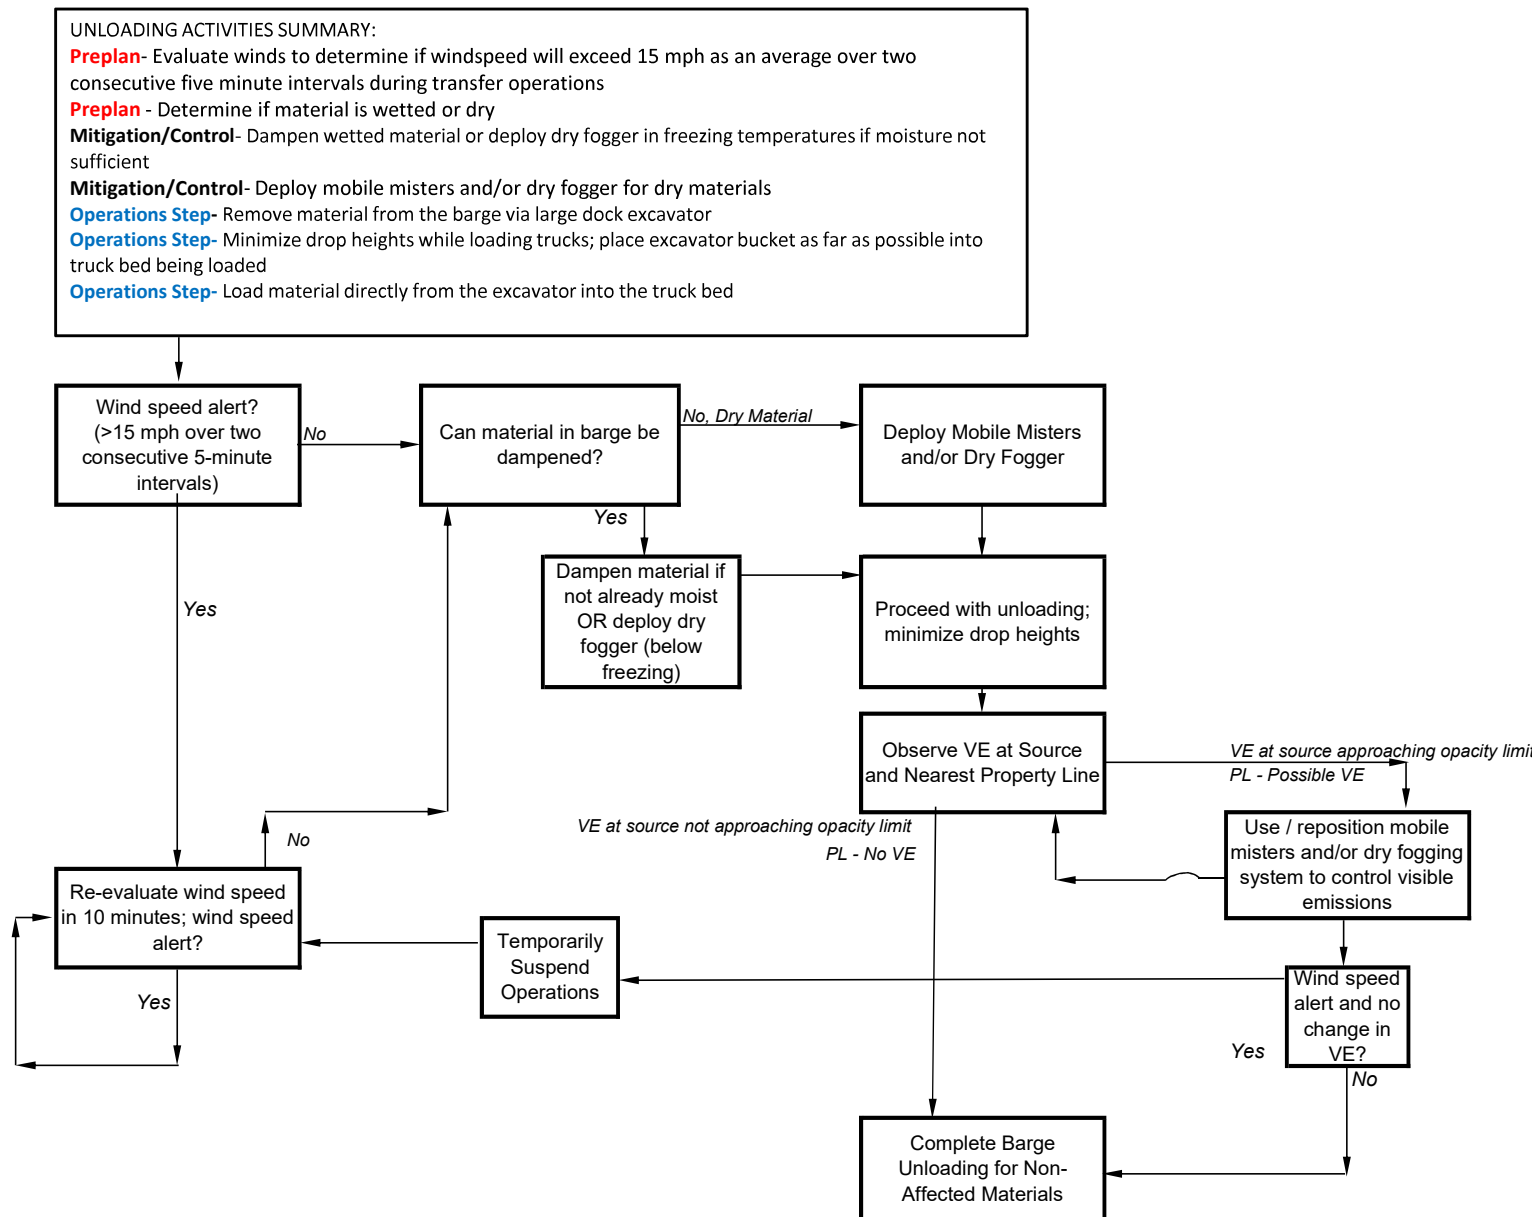 UNLOADING ACTIVITIES SUMMARY:
Preplan- Evaluate winds to determine if windspeed will exceed 15 mph as an average over two
consecutive five minute intervals during transfer operations
Preplan - Determine if material is wetted or dry
Mitigation/Control- Dampen wetted material or deploy dry fogger in freezing temperatures if moisture not
sufficient
Mitigation/Control- Deploy mobile misters and/or dry fogger for dry materials
Operations Step- Remove material from the barge via large dock excavator
Operations Step- Minimize drop heights while loading trucks; place excavator bucket as far as possible into
truck bed being loaded
Operations Step- Load material directly from the excavator into the truck bed
Wind speed alert?
(>15 mph over two
consecutive 5-minute
intervals)
No
Can material in barge be
dampened?
No, Dry Material
Deploy Mobile Misters
and/or Dry Fogger
Yes
Dampen material if
not already moist
OR deploy dry
fogger (below
freezing)
Proceed with unloading;
minimize drop heights
Yes
Observe VE at Source
and Nearest Property Line
VE at source approaching opacity limit
PL - Possible VE
VE at source not approaching opacity limit
PL - No VE
Use / reposition mobile
misters and/or dry fogging
system to control visible
emissions
No
Re-evaluate wind speed
in 10 minutes; wind speed
alert?
Yes
Temporarily
Suspend
Operations
Wind speed
alert and no
change in
VE?
Yes
No
Complete Barge
Unloading for Non-
Affected Materials